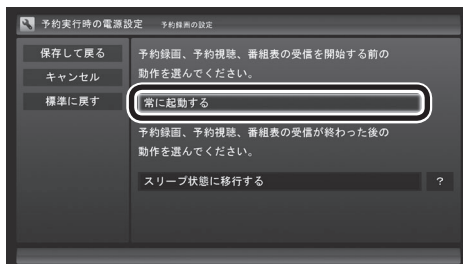 予約実行時の電源設定 予約録画の設定
保存して戻る
キャンセル
標準に戻す
予約録画、予約視聴、番組表の受信を開始する前の
動作を選んでください。
常に起動する
予約録画、予約視聴、番組表の受信が終わった後の
動作を選んでください。
スリープ状態に移行する ?